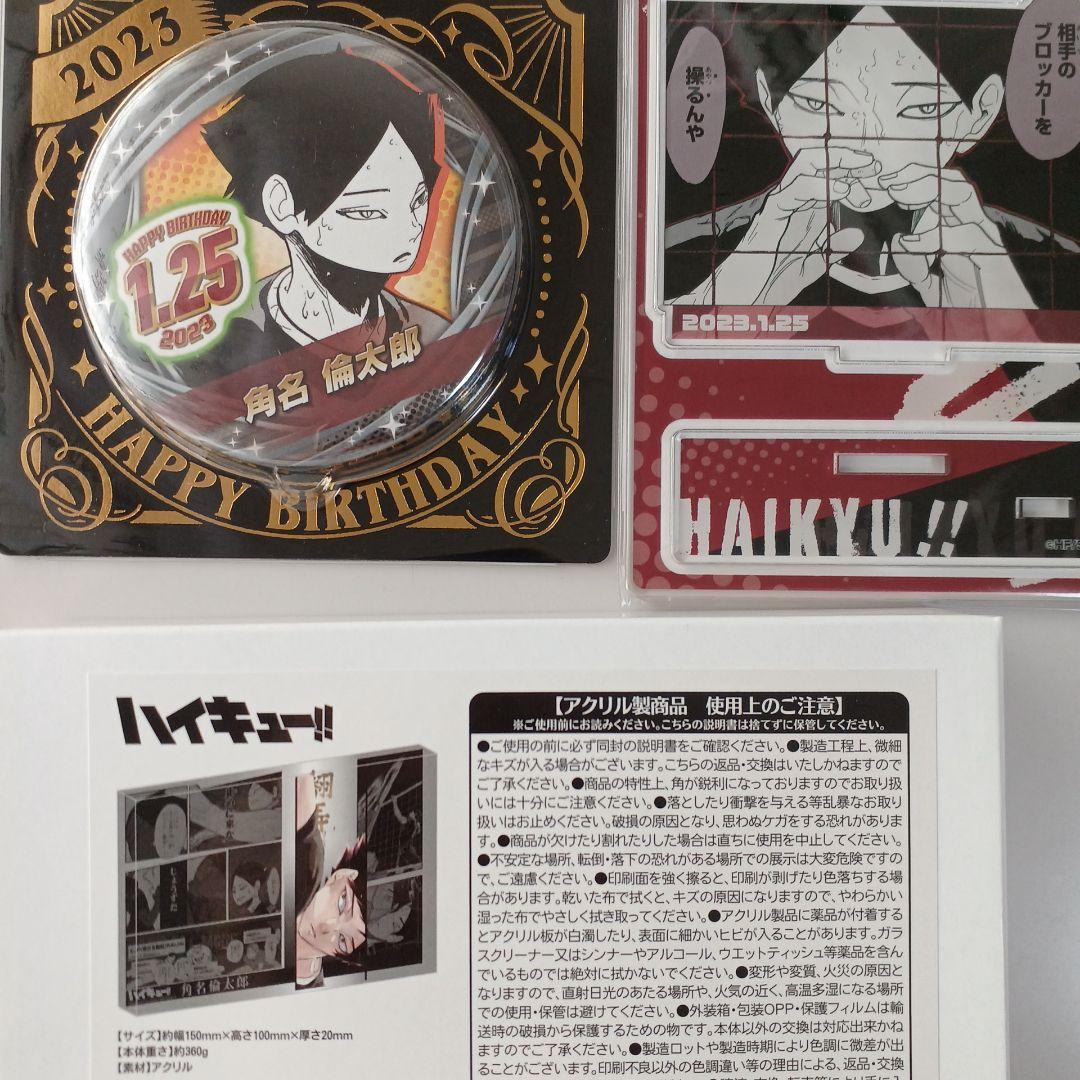 2023
HAPPY BIRTHDAY
1.25
2023
角名 倫太郎
HAPPY BIRTHDAY
相手の
ブロッカーを
操るんや
2023.1.25
HAIKYU!!
©HF/S
ハイキュー!!
ハイキュー!! 角名倫太郎
【サイズ】約幅150mm×高さ100mm×厚さ20mm
【本体重さ】約360g
【素材】アクリル
【アクリル製商品 使用上のご注意】
※ご使用前にお読みください。こちらの説明書は捨てずに保管してください。
●ご使用の前に必ず同封の説明書をご確認ください。●製造工程上、微細
なキズが入る場合がございます。こちらの返品・交換はいたしかねますので
ご了承ください。●商品の特性上、角が鋭利になっておりますのでお取り扱
いには十分にご注意ください。●落としたり衝撃を与える等乱暴なお取り
扱いはお止めください。破損の原因となり、思わぬケガをする恐れがありま
す。●商品が欠けたり割れたりした場合は直ちに使用を中止してください。
●不安定な場所、転倒・落下の恐れがある場所での展示は大変危険ですの
で、ご遠慮ください。●印刷面を強く擦ると、印刷が剥げたり色落ちする場
合があります。乾いた布で拭くと、キズの原因になりますので、やわらかい
湿った布でやさしく拭き取ってください。●アクリル製品に薬品が付着する
とアクリル板が白濁したり、表面に細かいヒビが入ることがあります。ガラ
スクリーナー又はシンナーやアルコール、ウエットティッシュ等薬品を含ん
でいるものでは絶対に拭かないでください。●変形や変質、火災の原因と
なりますので、直射日光のあたる場所や、火気の近く、高温多湿になる場所
での使用・保管は避けてください。●外装箱・包装OPP・保護フィルムは輸
送時の破損から保護するための物です。本体以外の交換は対応出来かね
ますのでご了承ください。●製造ロットや製造時期により色調に微差が出
ることがございます。印刷不良以外の色調違い等の理由による、返品・交換